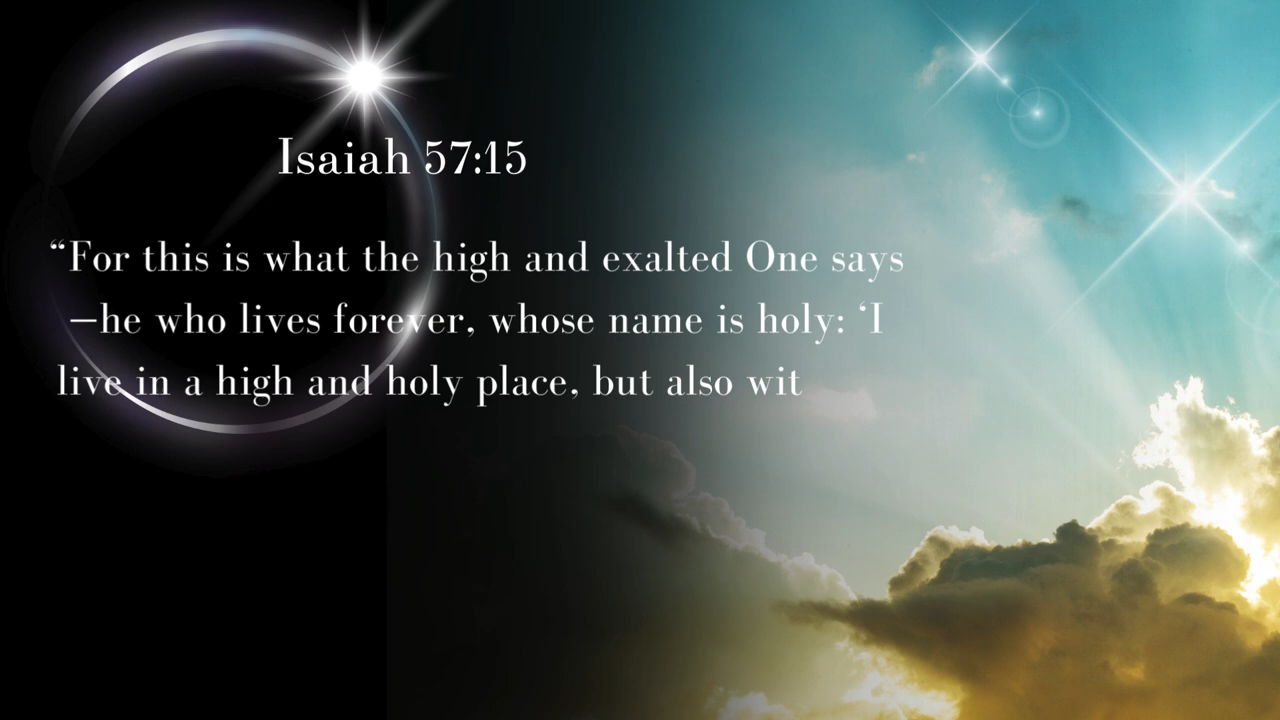 Isaiah 57:15
“For this is what the high and exalted One says
—he who lives forever, whose name is holy: ‘I
live in a high and holy place, but also wit